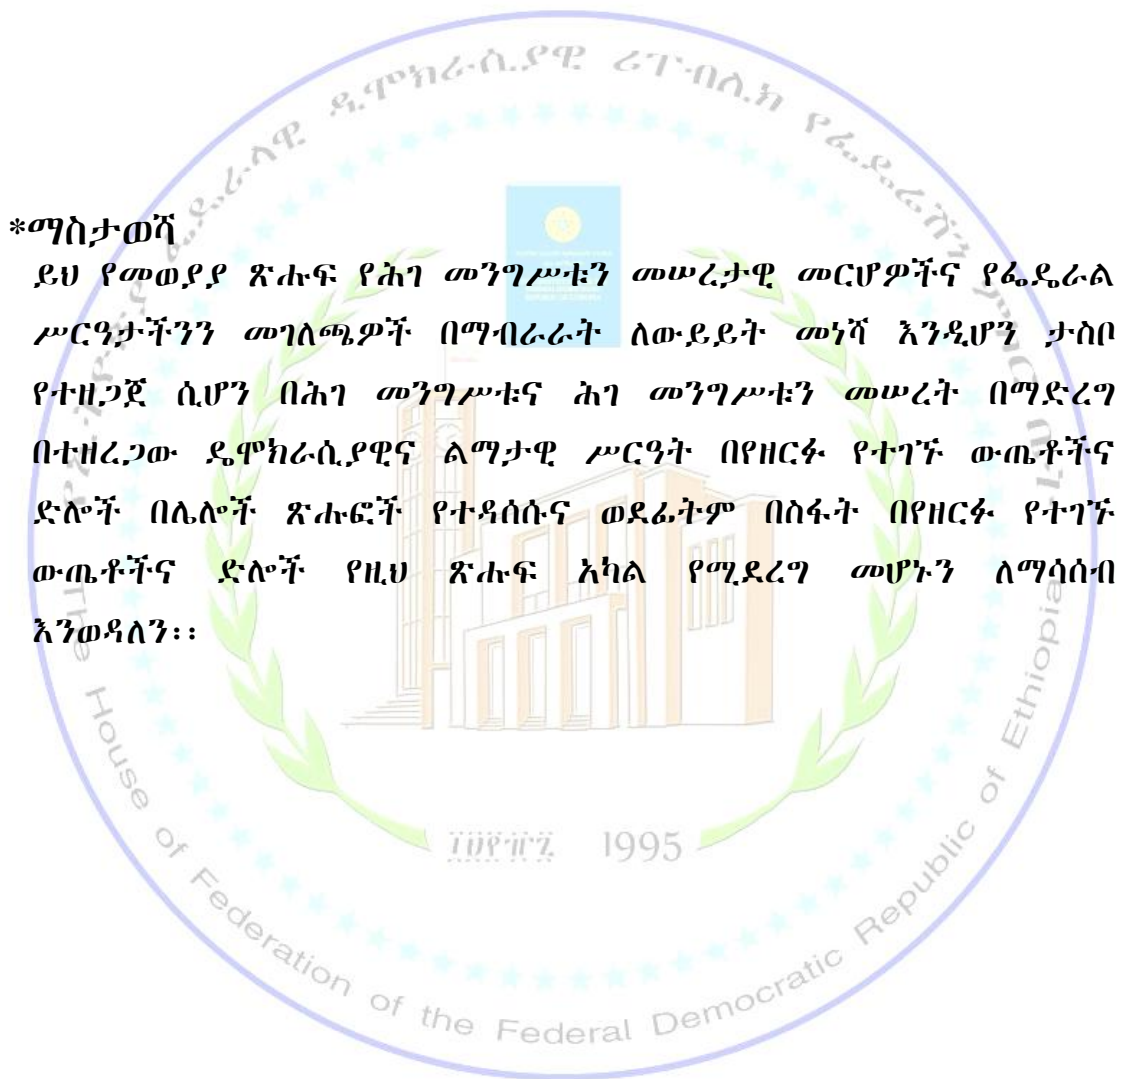 *ማስታወሻ
ይህ የመወያያ ጽሑፍ የሕገ መንግሥቱን መሠረታዊ መርሆዎችና የፌዴራል
ሥርዓታችንን መገለጫዎች በማብራራት ለውይይት መነሻ እንዲሆን ታስቦ
የተዘጋጀ ሲሆን በሕገ መንግሥቱና ሕገ መንግሥቱን መሠረት በማድረግ
በተዘረጋው ዴሞክራሲያዊና ልማታዊ ሥርዓት በየዘርፉ የተገኙ ውጤቶችና
ድሎች በሌሎች ጽሑፎች የተዳሰሱና ወደፊትም በስፋት በየዘርፉ የተገኙ
ውጤቶችና ድሎች የዚህ ጽሑፍ አካል የሚደረግ መሆኑን ለማሳሰብ
እንወዳለን፡፡
፲፱፻፹፯ 1995
The House of Federation of the Federal Democratic Republic of Ethiopia